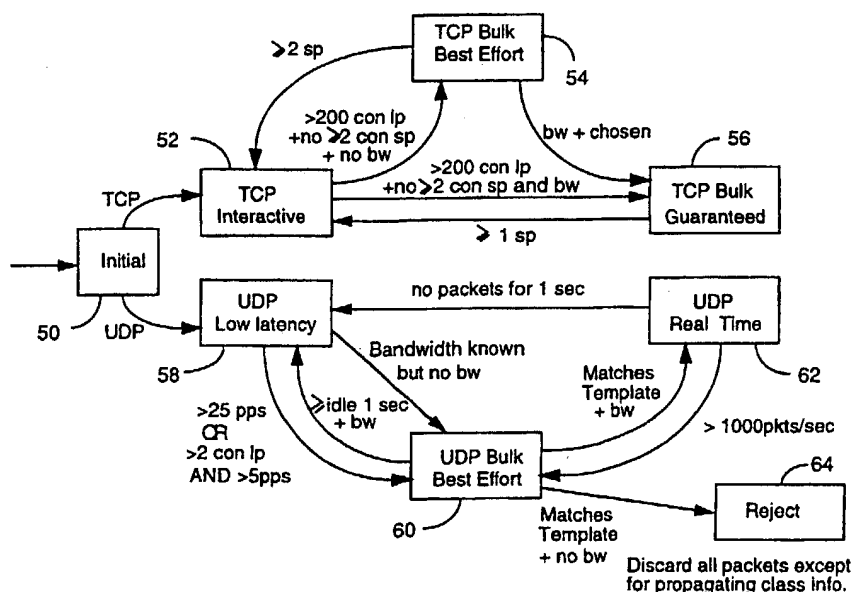 TCP Bulk
Best Effort
54
⩾2 sp
>200 con lp
+no ⩾2 con sp
+ no bw
bw + chosen
52
56
TCP
TCP
Interactive
>200 con lp
+no⩾2 con sp and bw
TCP Bulk
Guaranteed
⩾ 1 sp
Initial
50
UDP
UDP
Low latency
58
no packets for 1 sec
UDP
Real Time
62
Bandwidth known
but no bw
⩾idle 1 sec
+ bw
Matches
Template
+ bw
>25 pps
OR
>2 con lp
AND >5pps
> 1000pkts/sec
UDP Bulk
Best Effort
60
64
Reject
Matches
Template
+ no bw
Discard all packets except
for propagating class info.